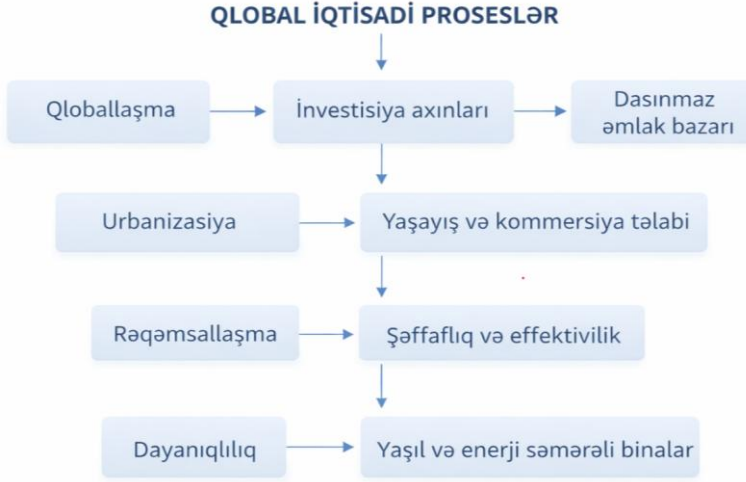 QLOBAL İQTİSADİ PROSESLƏR
Qloballaşma
İnvestisiya axınları
Dasınmaz
əmlak bazarı
Urbanizasiya
Yaşayış və kommersiya tələbi
Rəqəmsallaşma
Şəffaflıq və effektivilik
Dayanıqlılıq
Yaşıl və enerji səmərəli binalar